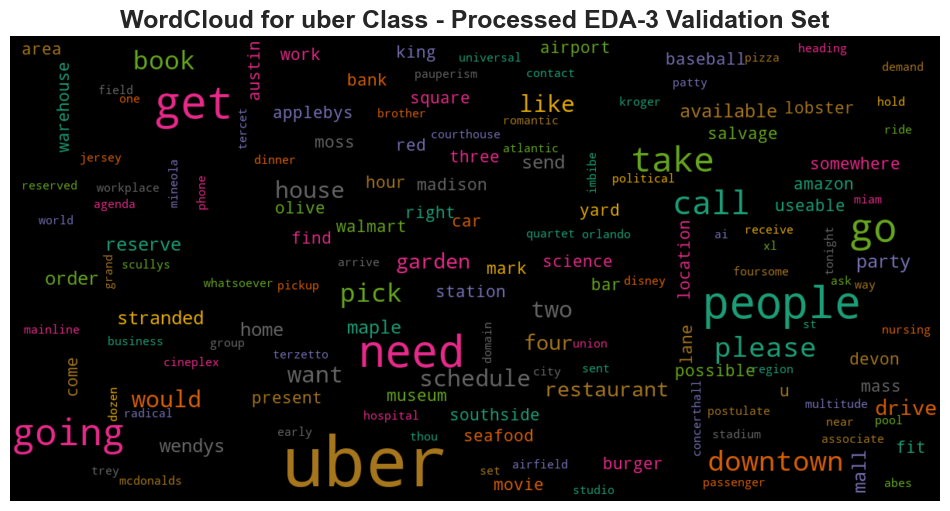 WordCloud for uber Class - Processed EDA-3 Validation Set
area
book
austin
work
king
universal
airport
baseball
pizza
heading
demand
warehouse
field
one
get
tercet
bank
pauperism
contact
square
like
patty
applebys
brother
romantic
kroger
available
lobster
hold
moss
red
courthouse
atlantic
salvage
ride
jersey
dinner
three
send
take
somewhere
reserved
workplace
mineola
phone
house
hour
madison
imbibe
political
amazon
agenda
olive
right
car
yard
call
useable
miam
world
walmart
find
quartet
orlando
location
ai
receive
go
reserve
grand
scullys
arrive
garden
mark
science
xl
tonight
party
order
whatsoever
pickup
pick
station
bar
disney
foursome
ask
way
stranded
home
maple
two
people
st
mainline
business
group
need
domain
four
union
lane
please
nursing
cineplex
terzetto
city
sent
possible
region
devon
come
want
schedule
restaurant
u
mass
dozen
would
present
museum
concerthall
multitude
drive
radical
hospital
southside
postulate
near
pool
going
wendys
early
thou
seafood
stadium
associate
fit
trey
mcdonalds
uber
set
airfield
burger
downtown
mall
movie
studio
passenger
abes